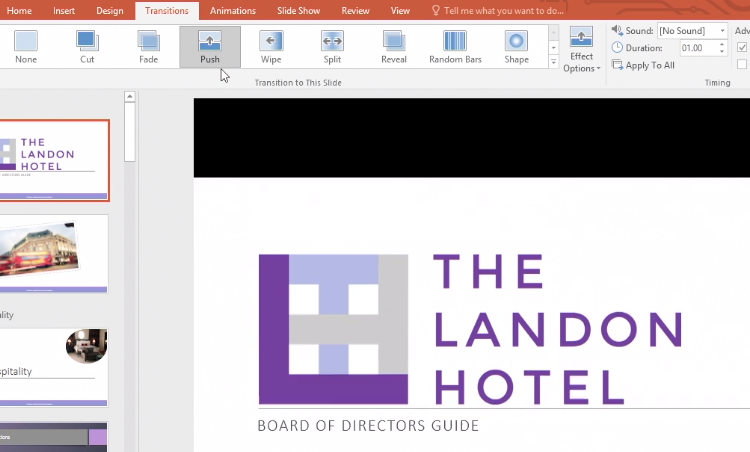 Home Insert Design Transitions Animations Slide Show Review View Tell me what you want to do...
None Cut Fade Push Wipe Split Reveal Random Bars Shape
Effect
Options
Sound: [No Sound] Adv
Duration: 01.00
Apply To All
Transition to This Slide Timing
THE
LANDON
HOTEL
ality
spitality
THE
LANDON
HOTEL
BOARD OF DIRECTORS GUIDE